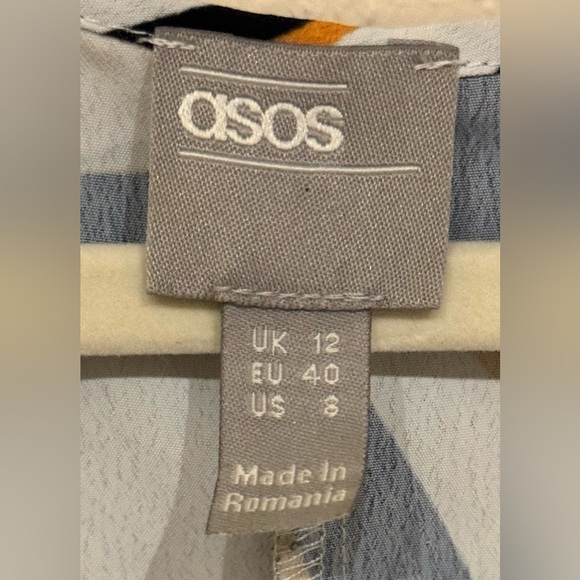 asos
UK 12
EU 40
US 8
Made In
Romania